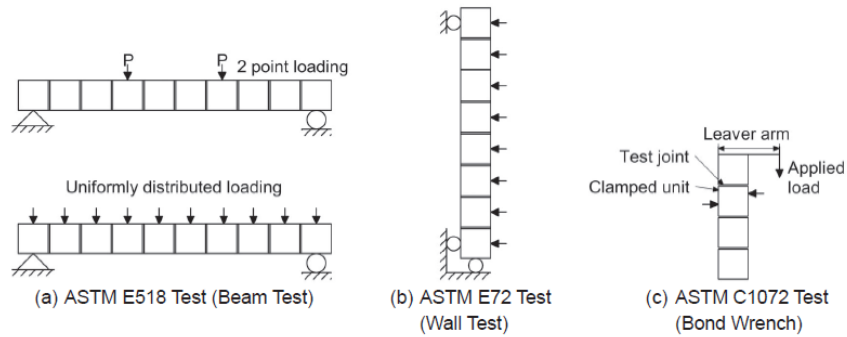 P
P
2 point loading
Uniformly distributed loading
(a) ASTM E518 Test (Beam Test)
(b) ASTM E72 Test
(Wall Test)
Leaver arm
Test joint
Clamped unit
Applied
load
(c) ASTM C1072 Test
(Bond Wrench)